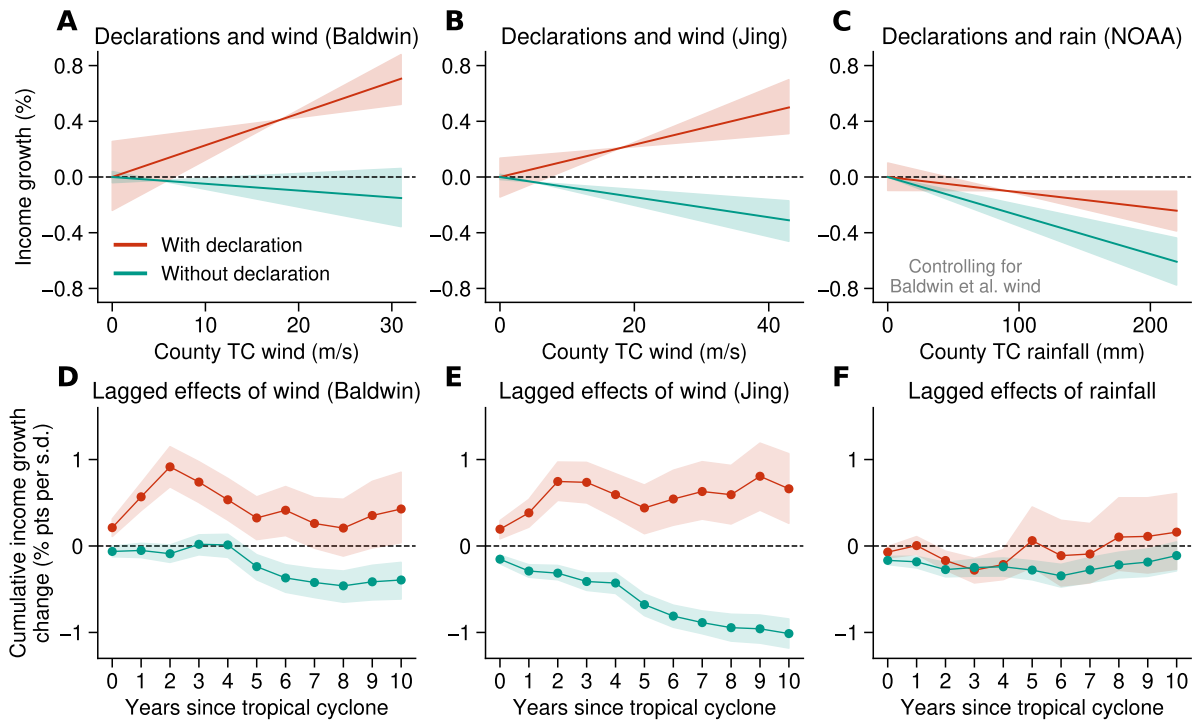 A
Declarations and wind (Baldwin)
Income growth (%)
0.8
0.4
0.0
−0.4
−0.8
With declaration
Without declaration
0 10 20 30
County TC wind (m/s)
B
Declarations and wind (Jing)
0.8
0.4
0.0
−0.4
−0.8
0 20 40
County TC wind (m/s)
C
Declarations and rain (NOAA)
0.8
0.4
0.0
−0.4
−0.8
Controlling for
Baldwin et al. wind
0 100 200
County TC rainfall (mm)
D
Lagged effects of wind (Baldwin)
Cumulative income growth
change (% pts per s.d.)
1
0
−1
0 1 2 3 4 5 6 7 8 9 10
Years since tropical cyclone
E
Lagged effects of wind (Jing)
1
0
−1
0 1 2 3 4 5 6 7 8 9 10
Years since tropical cyclone
F
Lagged effects of rainfall
1
0
−1
0 1 2 3 4 5 6 7 8 9 10
Years since tropical cyclone